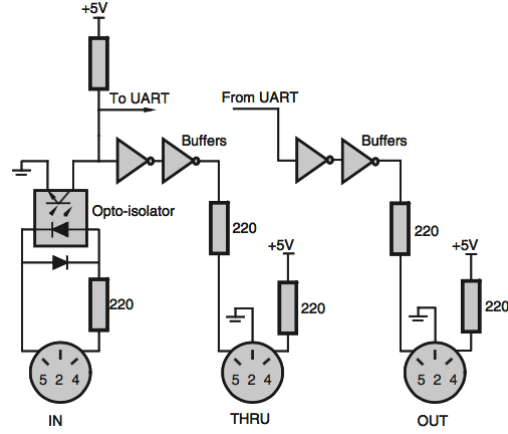 +5V
To UART
From UART
Buffers
Buffers
Opto-isolator
220
220
+5V
+5V
220
220
220
5 2 4
5 2 4
5 2 4
IN
THRU
OUT